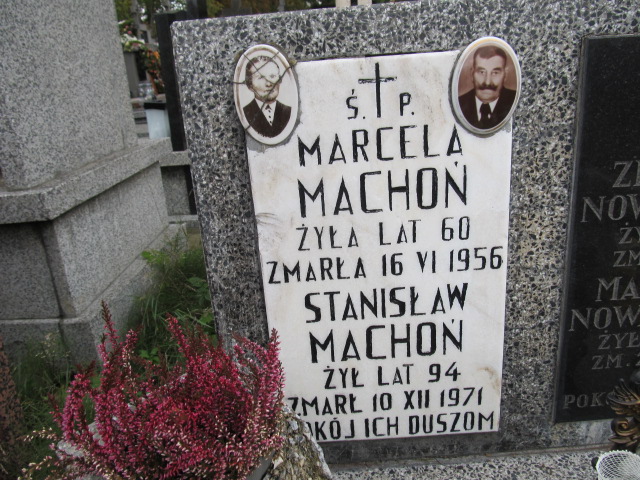 Ś. P.
MARCELA
MACHOŃ
ŻYŁA LAT 60
ZMARŁA 16 VI 1956
STANISŁAW
MACHOŃ
ŻYŁ LAT 94
ZMARŁ 10 XII 1971
POKÓJ ICH DUSZOM